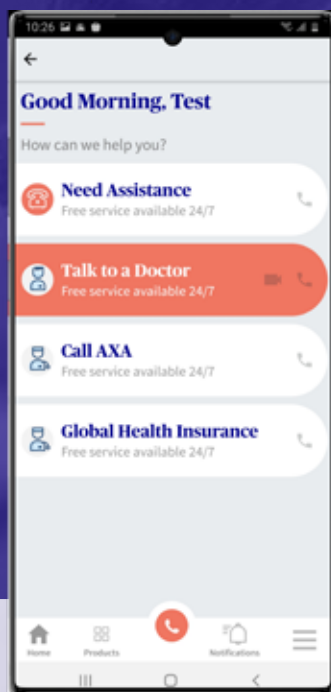 10:26
Good Morning, Test
How can we help you?
Need Assistance
Free service available 24/7
Talk to a Doctor
Free service available 24/7
Call AXA
Free service available 24/7
Global Health Insurance
Free service available 24/7
Home Products Notifications